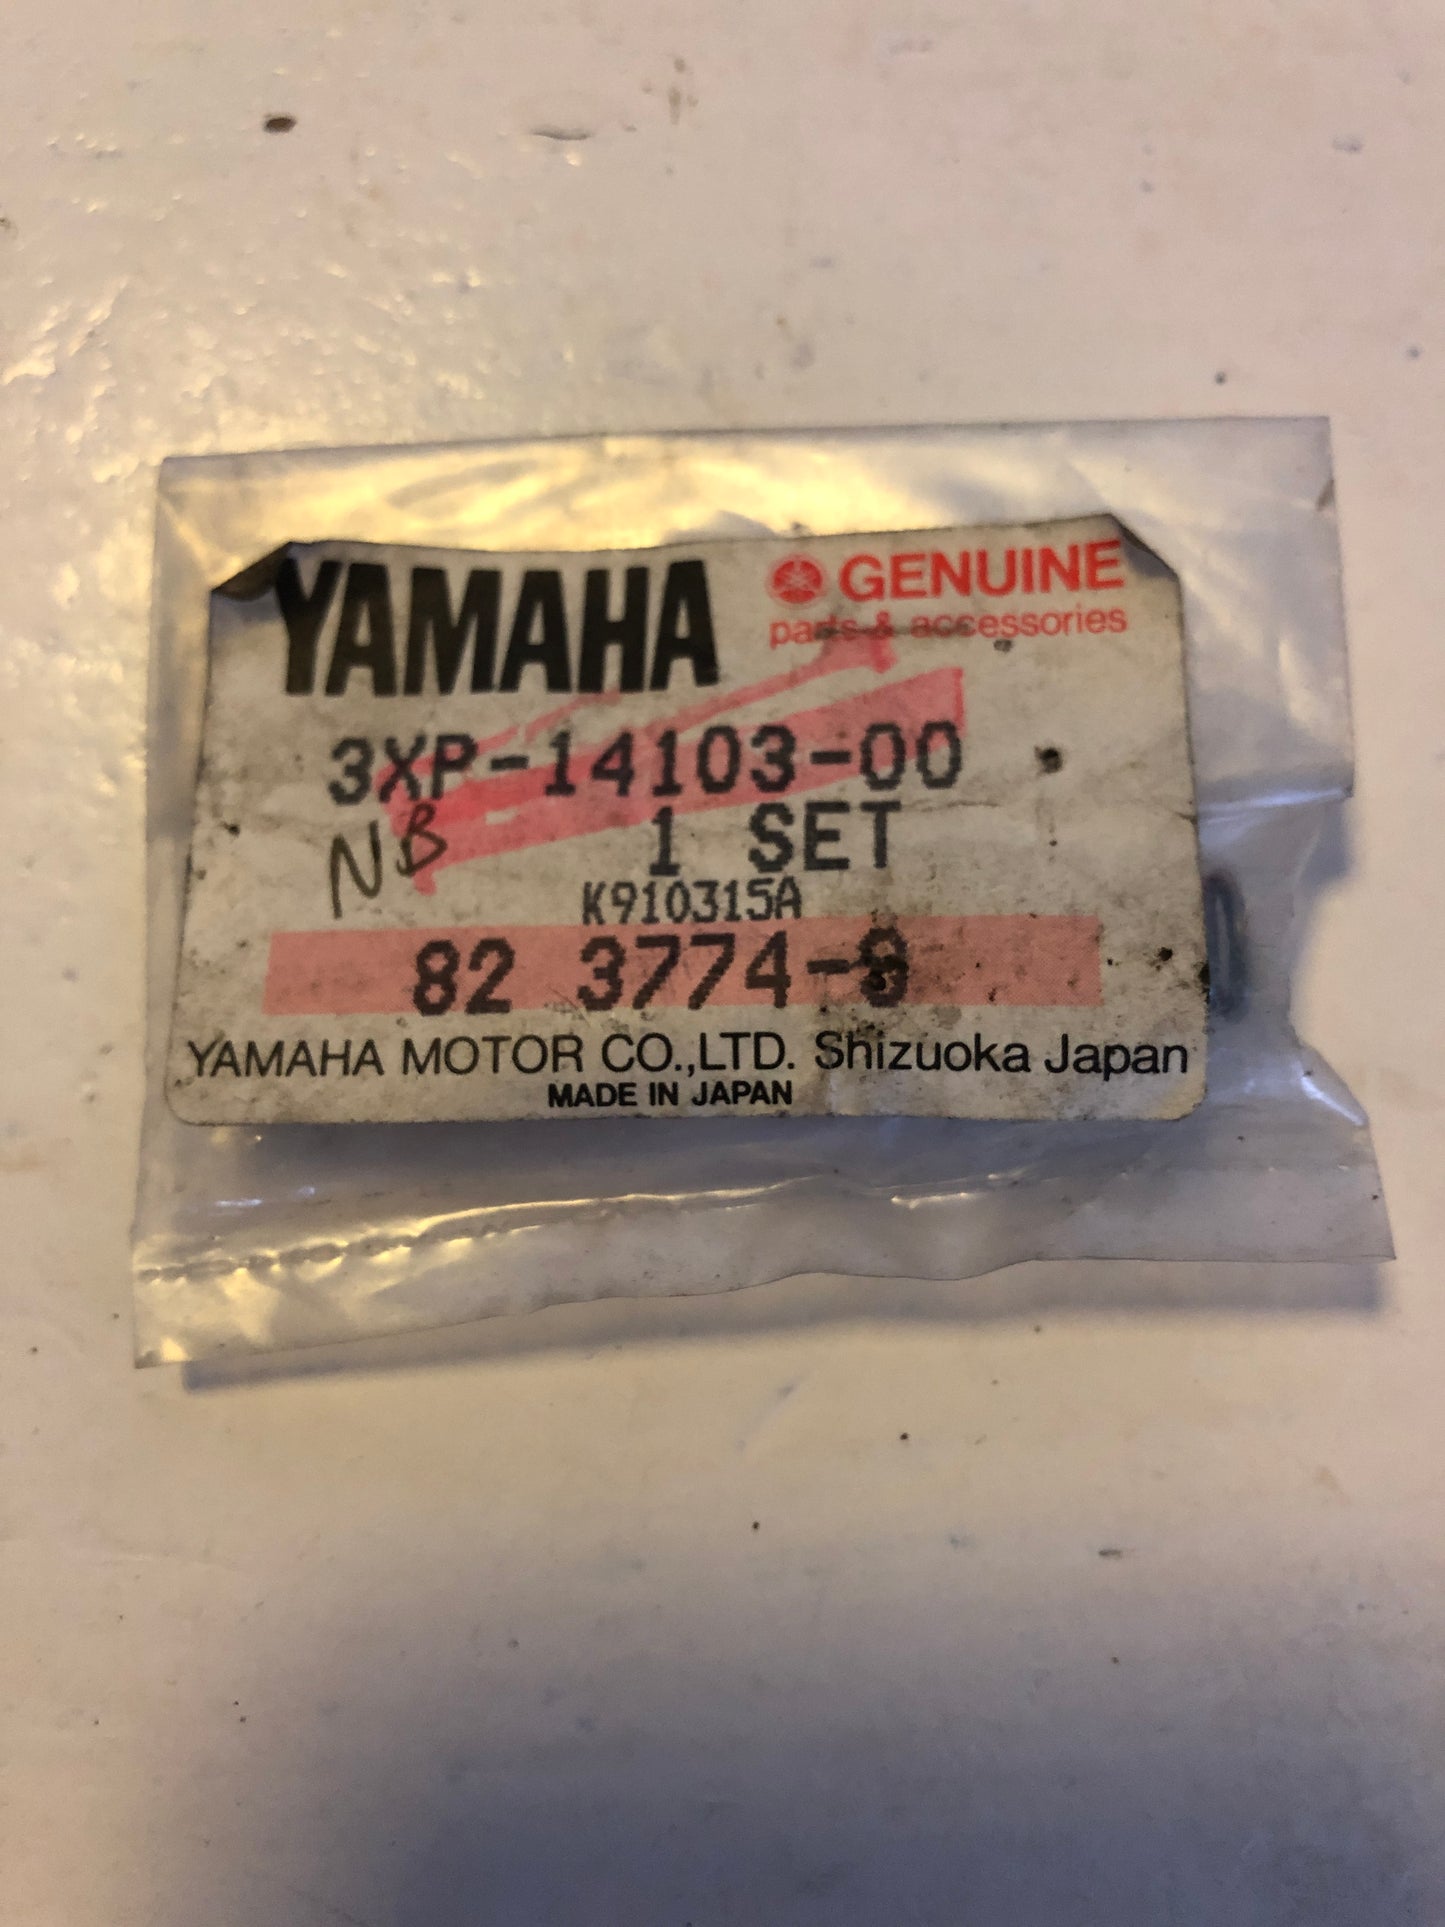 YAMAHA
GENUINE
parts & accessories
3XP-14103-00
NB 1 SET
K910315A
82 3774-
YAMAHA MOTOR CO.,LTD. Shizuoka Japan
MADE IN JAPAN